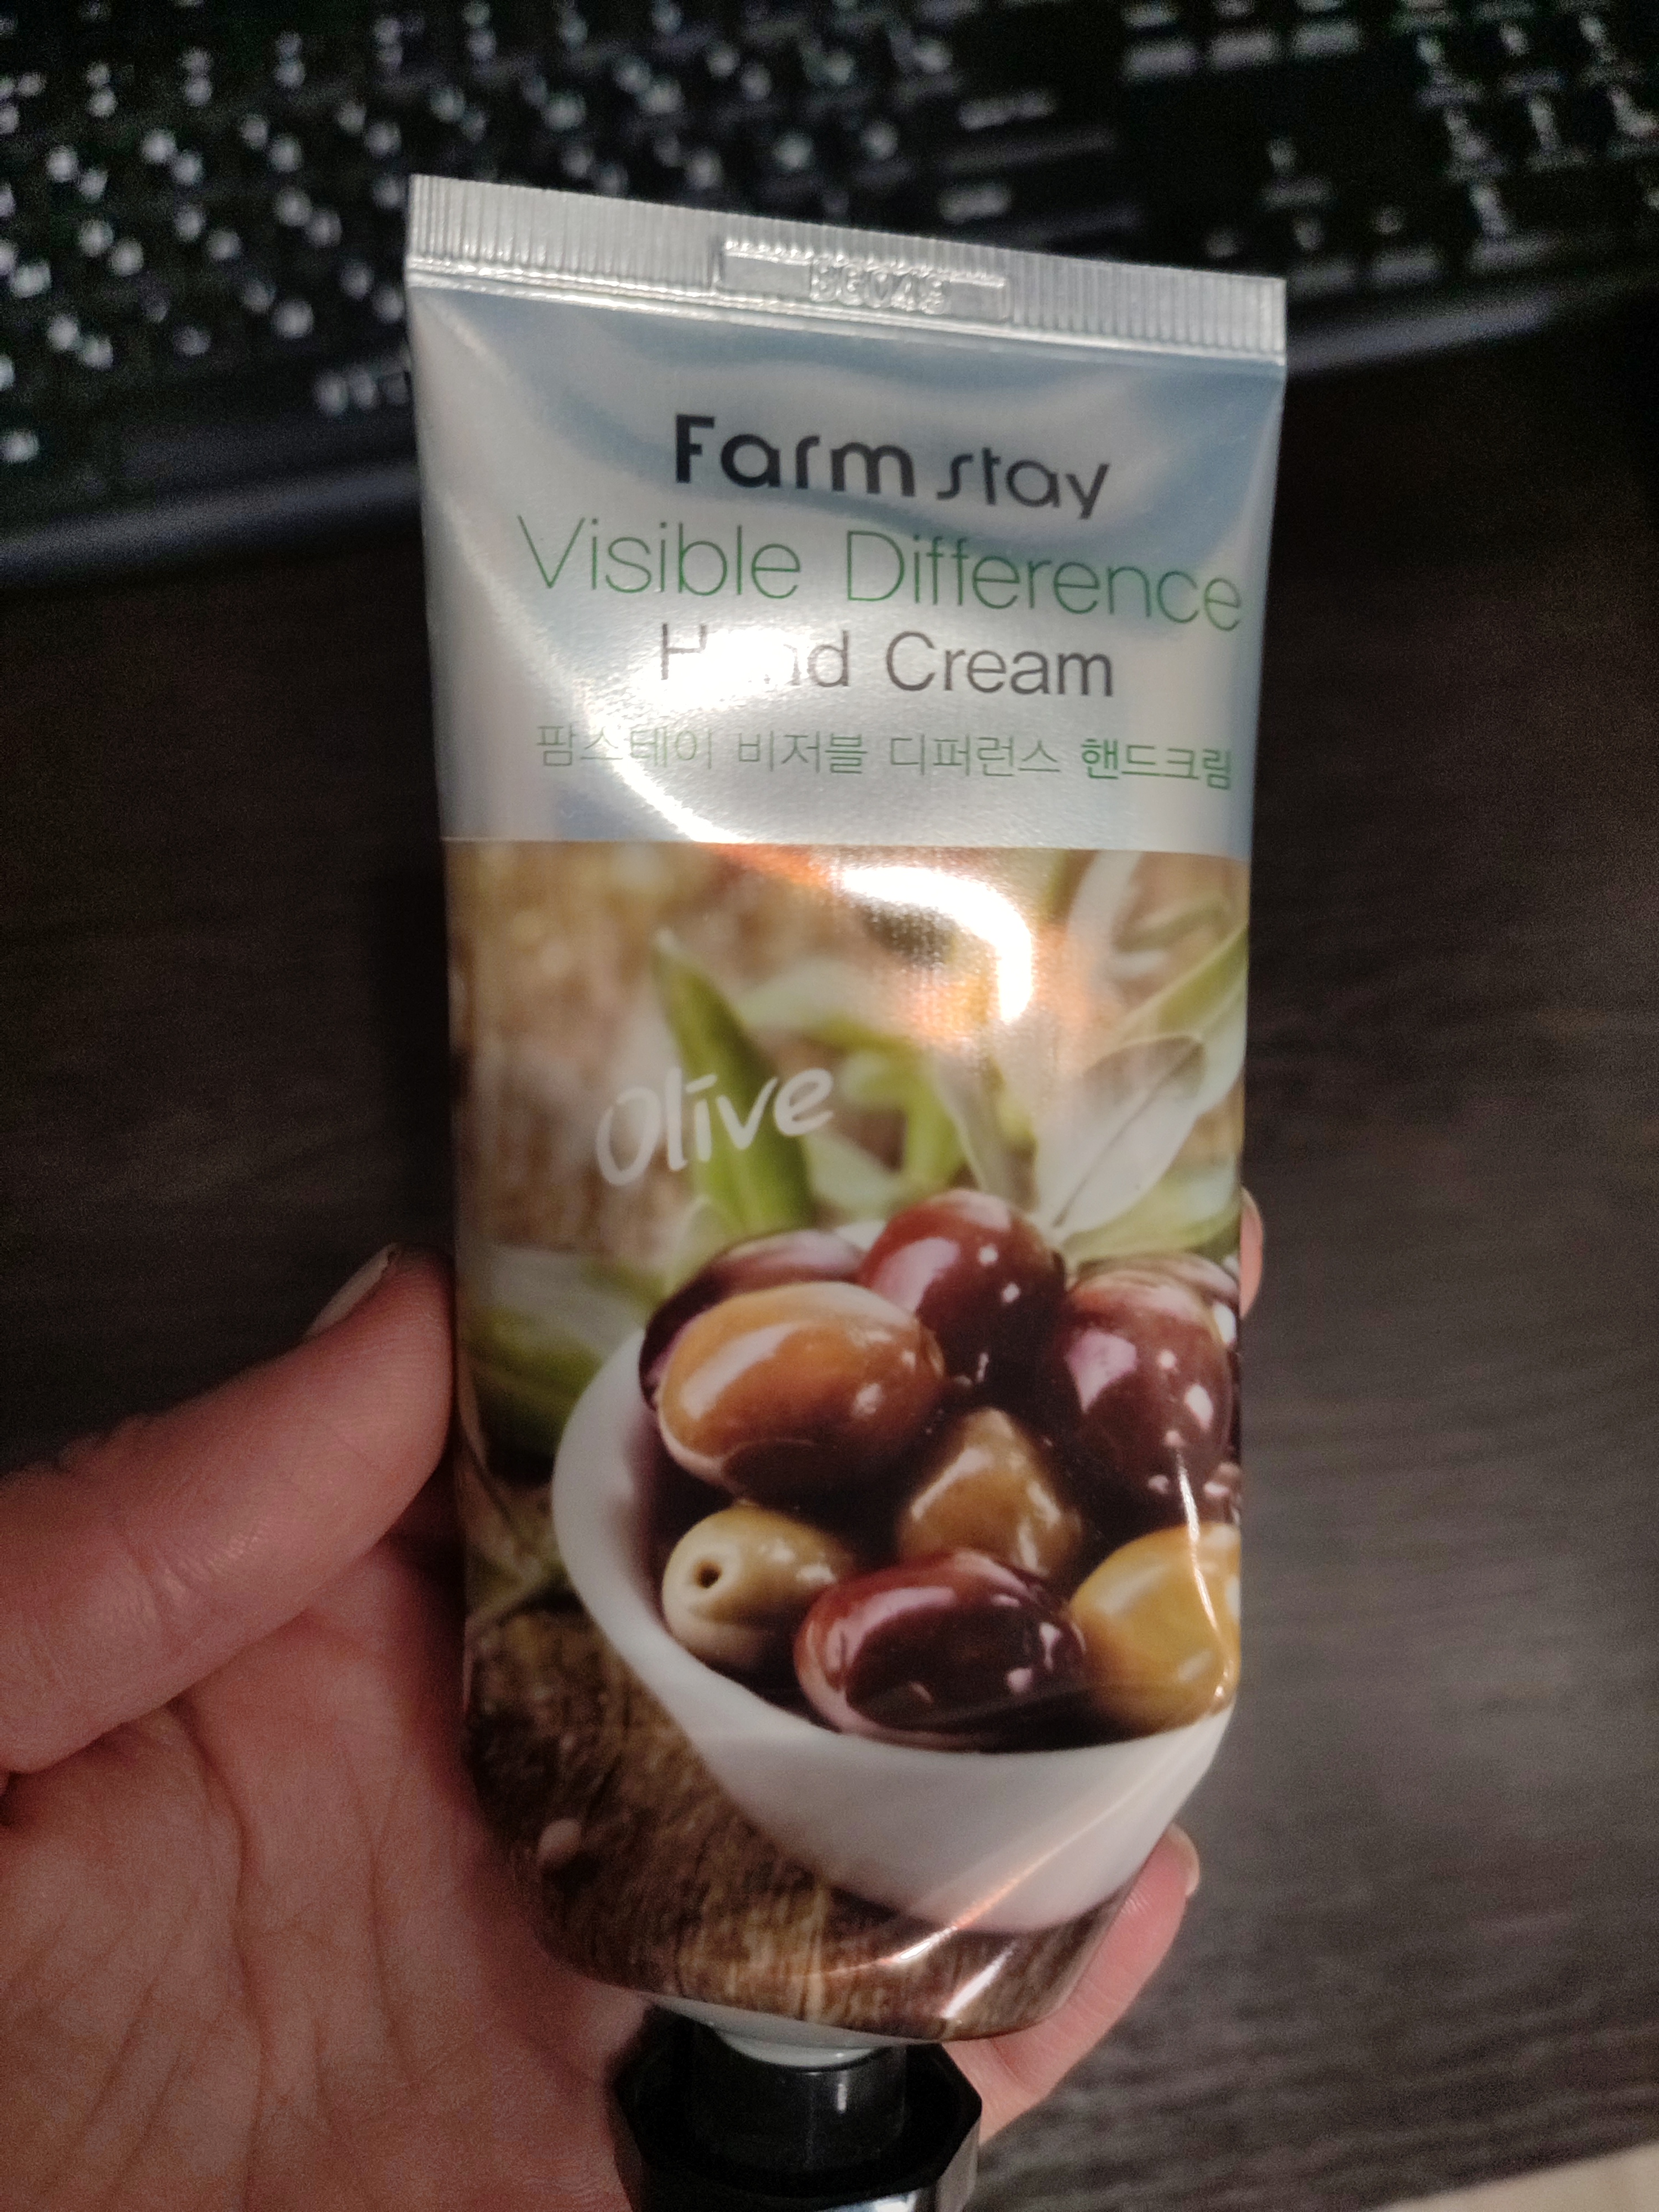 Farm stay
Visible Difference
Hand Cream
팜스테이 비저블 디퍼런스 핸드크림
Olive